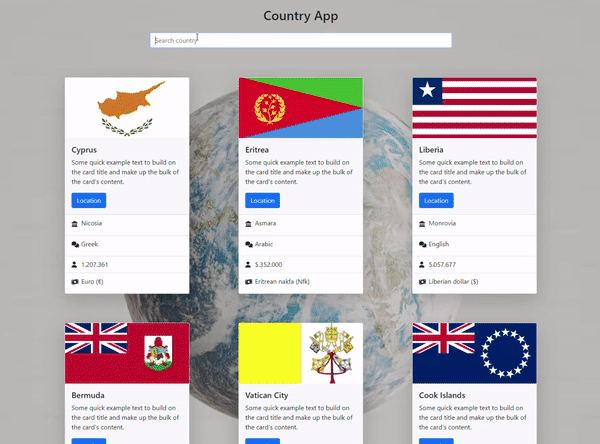 Country App
Search country
Cyprus
Some quick example text to build on
the card title and make up the bulk of
the card's content.
Location
Nicosia
Greek
1.207.361
Euro (€)
Eritrea
Some quick example text to build on
the card title and make up the bulk of
the card's content.
Location
Asmara
Arabic
5.352.000
Eritrean nakfa (Nfk)
Liberia
Some quick example text to build on
the card title and make up the bulk of
the card's content.
Location
Monrovia
English
5.057.677
Liberian dollar ($)
Bermuda
Some quick example text to build on
the card title and make up the bulk of
the card's content.
Vatican City
Some quick example text to build on
the card title and make up the bulk of
the card's content.
Cook Islands
Some quick example text to build on
the card title and make up the bulk of
the card's content.